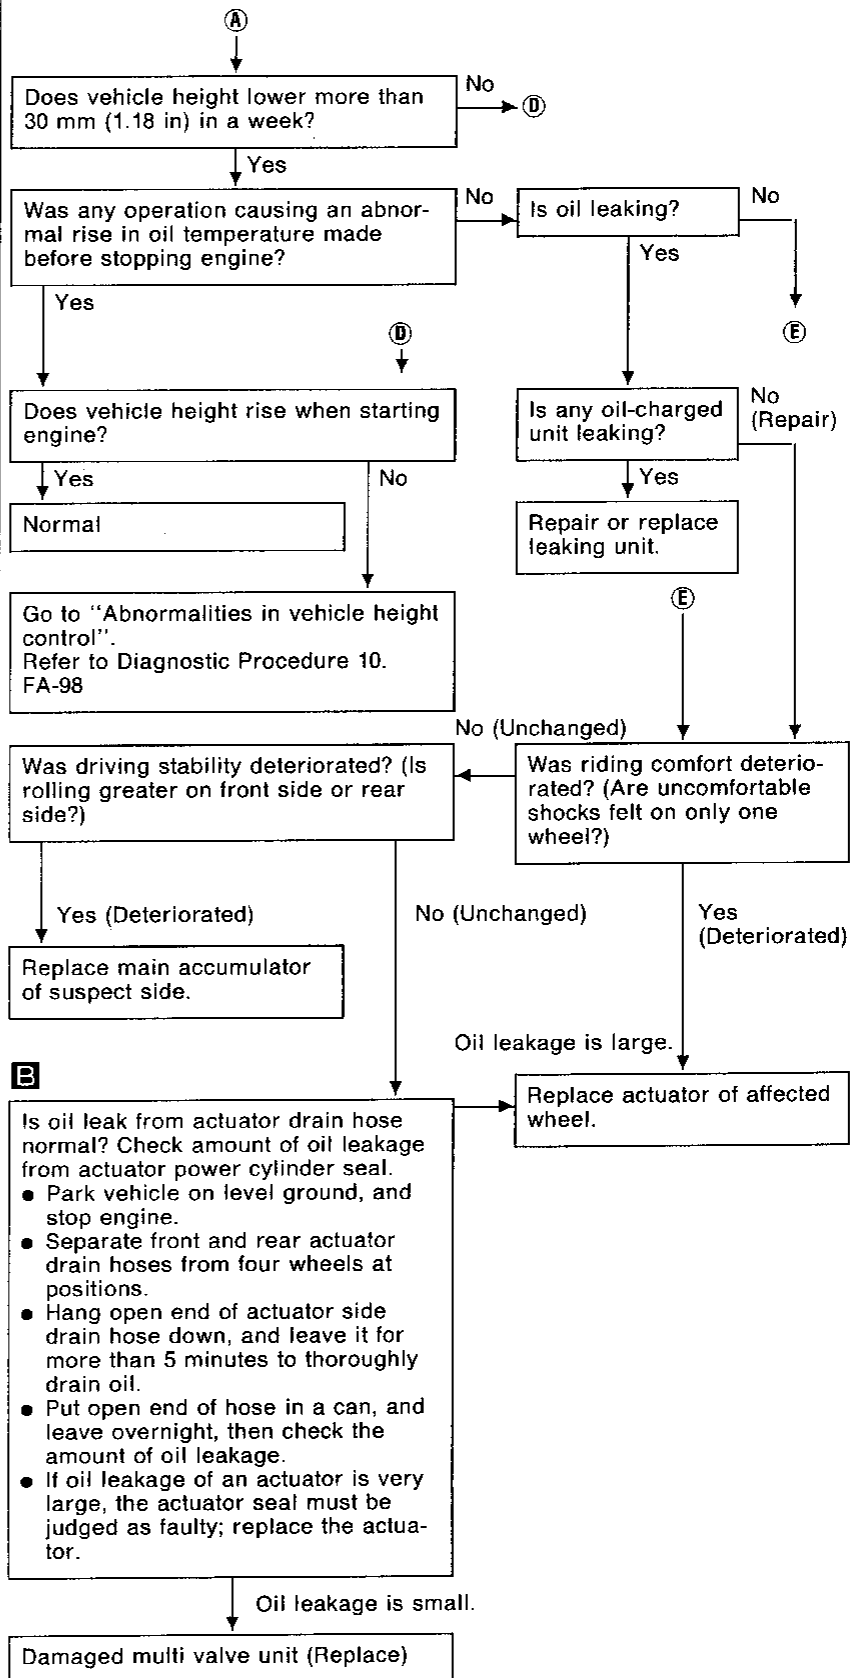 Ⓐ
Does vehicle height lower more than
30 mm (1.18 in) in a week?
No
Ⓓ
Yes
Was any operation causing an abnor-
mal rise in oil temperature made
before stopping engine?
No
Is oil leaking?
No
Yes
Ⓔ
Yes
Ⓓ
Does vehicle height rise when starting
engine?
Is any oil-charged
unit leaking?
No
(Repair)
Yes
No
Yes
Normal
Repair or replace
leaking unit.
Go to "Abnormalities in vehicle height
control".
Refer to Diagnostic Procedure 10.
FA-98
Ⓔ
No (Unchanged)
Was driving stability deteriorated? (Is
rolling greater on front side or rear
side?)
Was riding comfort deterio-
rated? (Are uncomfortable
shocks felt on only one
wheel?)
Yes (Deteriorated)
No (Unchanged)
Yes
(Deteriorated)
Replace main accumulator
of suspect side.
Oil leakage is large.
Replace actuator of affected
wheel.
B
Is oil leak from actuator drain hose
normal? Check amount of oil leakage
from actuator power cylinder seal.
● Park vehicle on level ground, and
stop engine.
● Separate front and rear actuator
drain hoses from four wheels at
positions.
● Hang open end of actuator side
drain hose down, and leave it for
more than 5 minutes to thoroughly
drain oil.
● Put open end of hose in a can, and
leave overnight, then check the
amount of oil leakage.
● If oil leakage of an actuator is very
large, the actuator seal must be
judged as faulty; replace the actua-
tor.
Oil leakage is small.
Damaged multi valve unit (Replace)